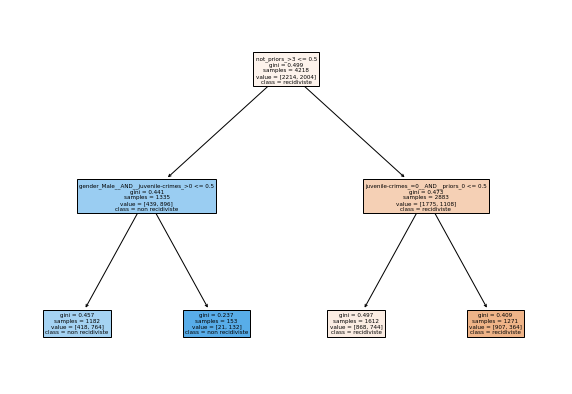 not_priors_>3 <= 0.5
gini = 0.499
samples = 4218
value = [2214, 2004]
class = recidiviste
gender_Male__AND__juvenile-crimes_>0 <= 0.5
gini = 0.441
samples = 1335
value = [439, 896]
class = non recidiviste
juvenile-crimes_=0__AND__priors_0 <= 0.5
gini = 0.473
samples = 2883
value = [1775, 1108]
class = recidiviste
gini = 0.457
samples = 1182
value = [418, 764]
class = non recidiviste
gini = 0.237
samples = 153
value = [21, 132]
class = non recidiviste
gini = 0.497
samples = 1612
value = [868, 744]
class = recidiviste
gini = 0.409
samples = 1271
value = [907, 364]
class = recidiviste